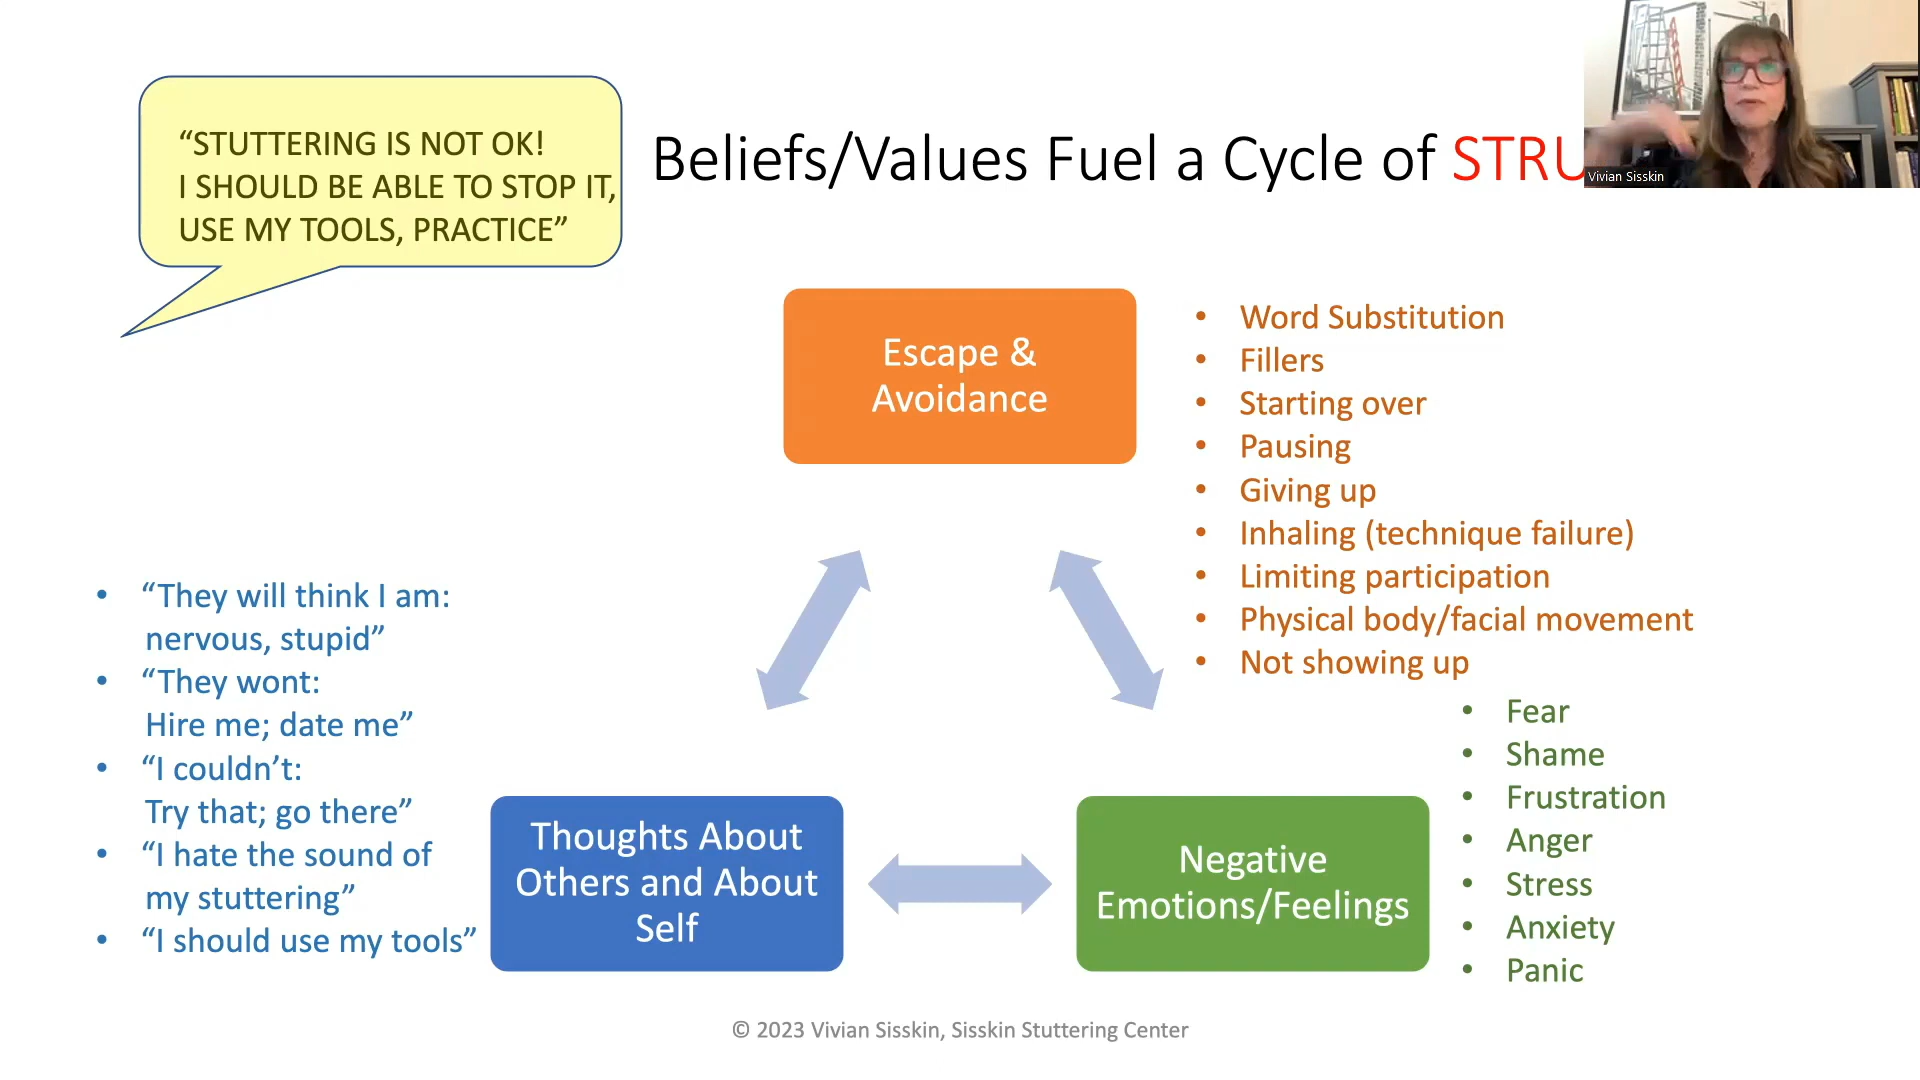 “STUTTERING IS NOT OK!
I SHOULD BE ABLE TO STOP IT,
USE MY TOOLS, PRACTICE”
Beliefs/Values Fuel a Cycle of
Vivian Sisskin
Escape &
Avoidance
• Word Substitution
• Fillers
• Starting over
• Pausing
• Giving up
• Inhaling (technique failure)
• Limiting participation
• Physical body/facial movement
• Not showing up
• “They will think I am:
nervous, stupid”
• “They wont:
Hire me; date me”
• “I couldn’t:
Try that; go there”
• “I hate the sound of
my stuttering”
• “I should use my tools”
Thoughts About
Others and About
Self
Negative
Emotions/Feelings
• Fear
• Shame
• Frustration
• Anger
• Stress
• Anxiety
• Panic
© 2023 Vivian Sisskin, Sisskin Stuttering Center